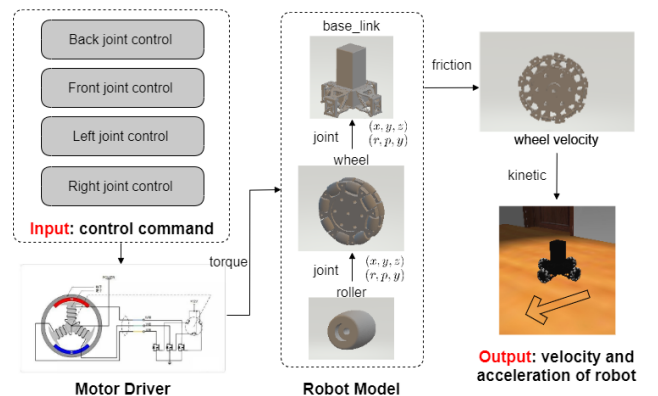 Back joint control
Front joint control
Left joint control
Right joint control
Input: control command
Motor Driver
torque
base_link
joint
(x, y, z)
(r, p, y)
wheel
joint
(x, y, z)
(r, p, y)
roller
Robot Model
friction
wheel velocity
kinetic
Output: velocity and
acceleration of robot